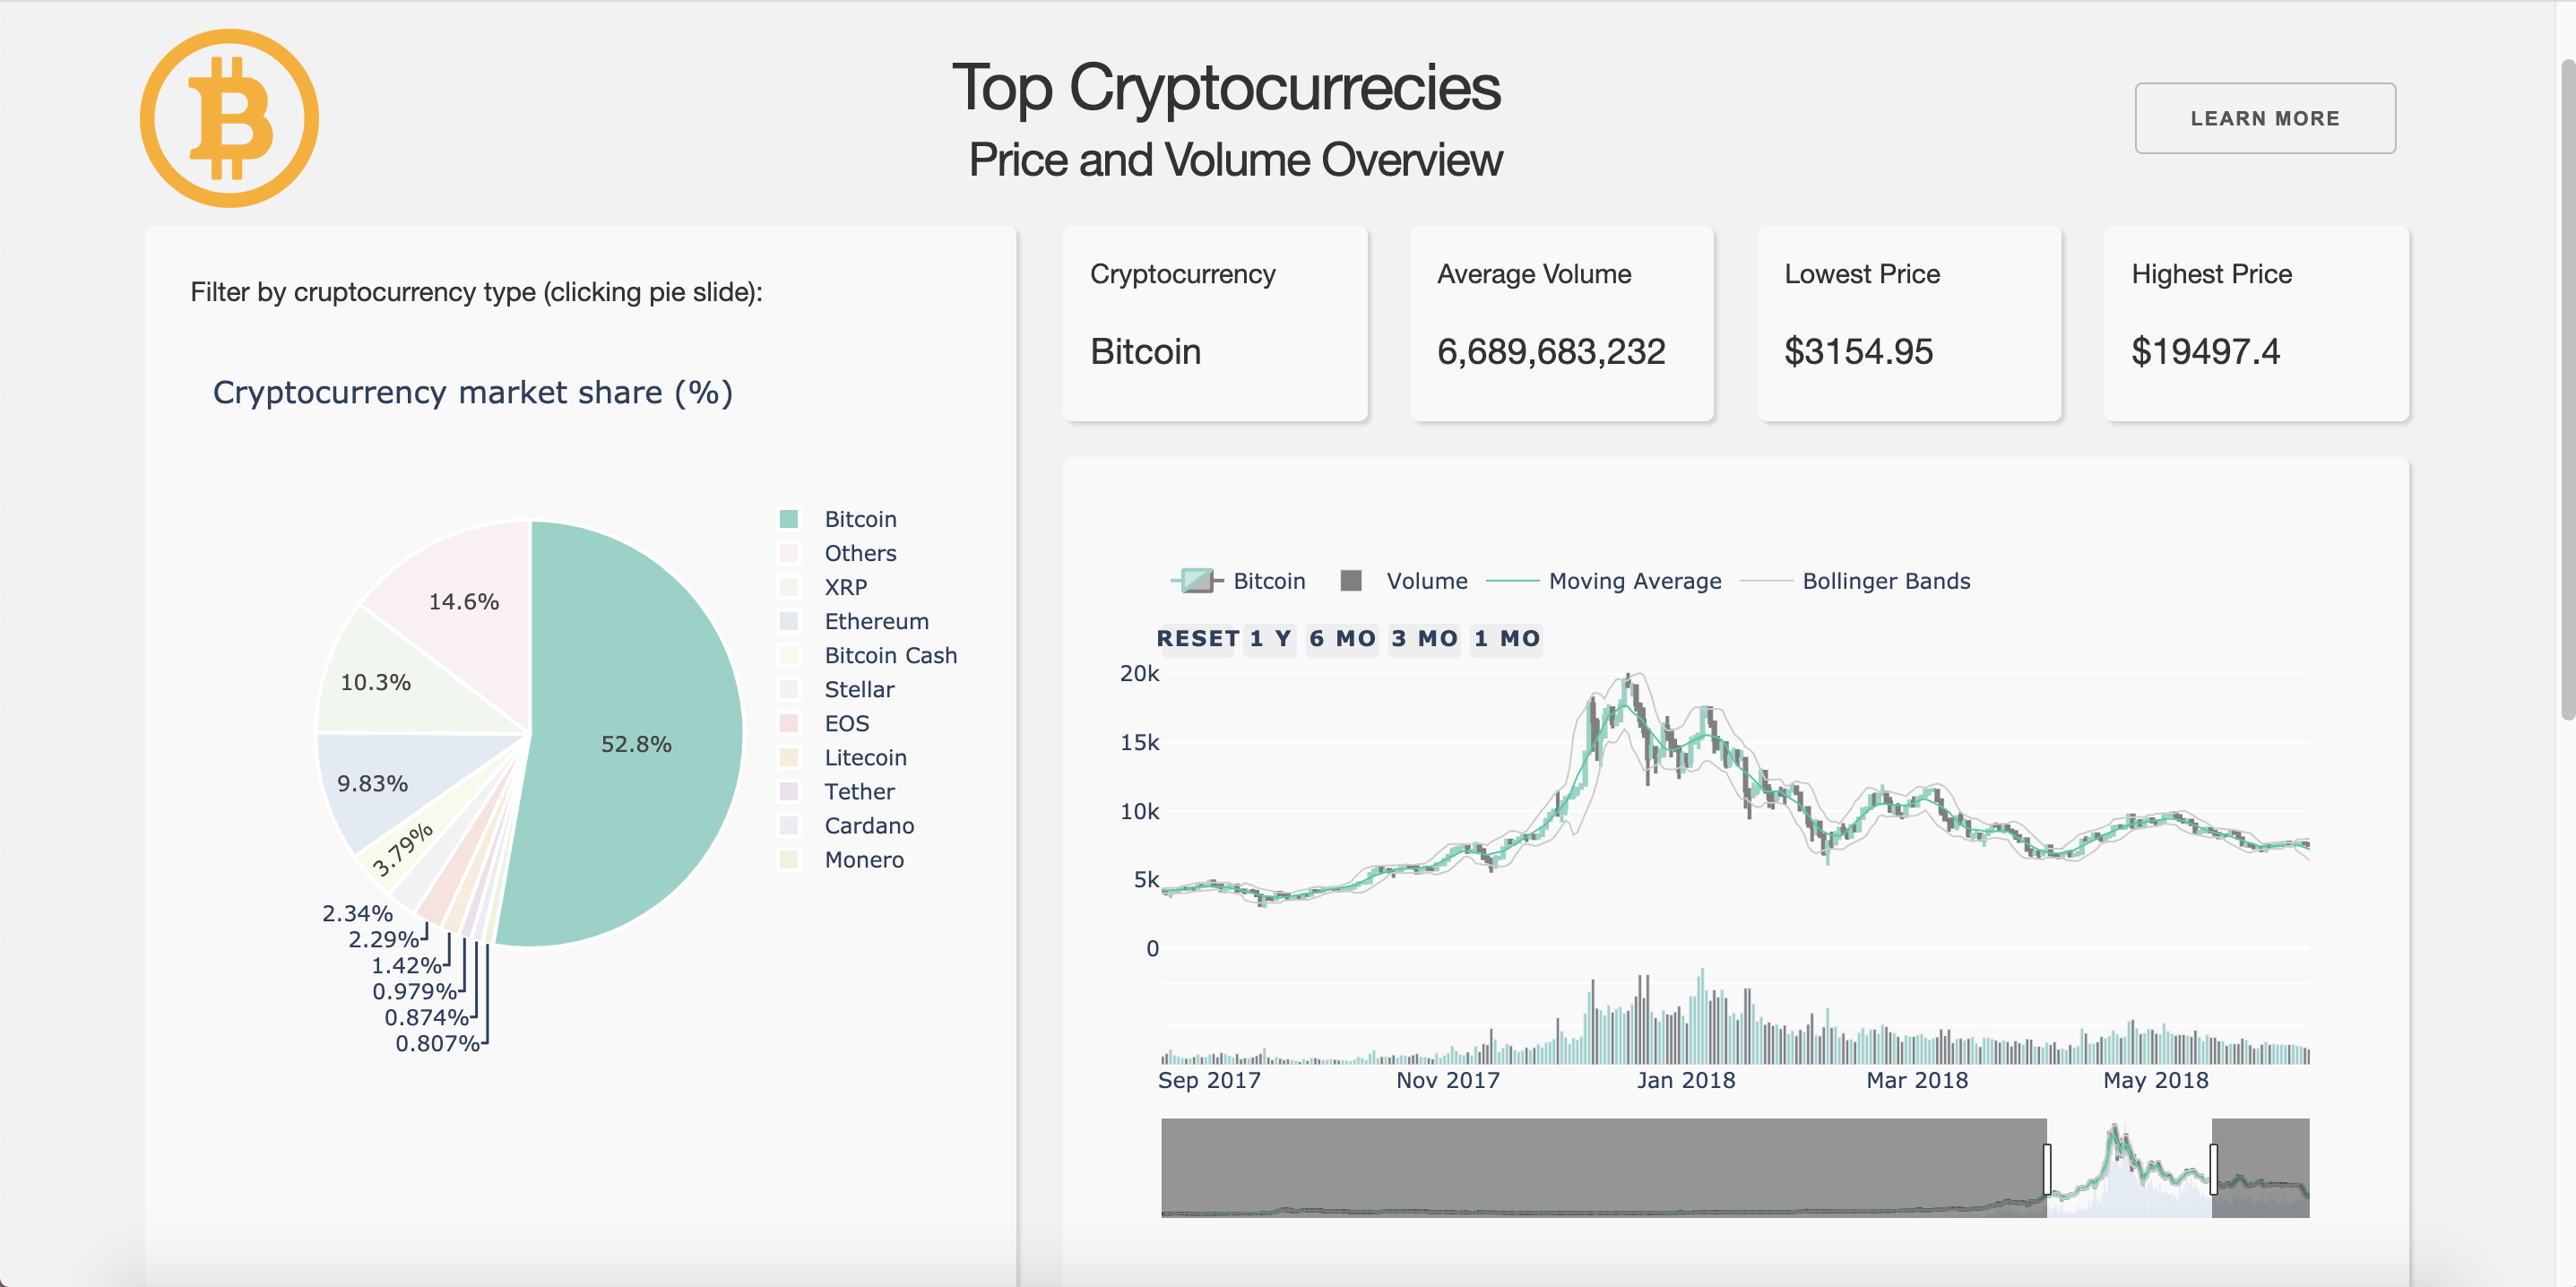 Top Cryptocurrecies
Price and Volume Overview
LEARN MORE
Filter by cruptocurrency type (clicking pie slide):
Cryptocurrency market share (%)
52.8%
14.6%
10.3%
9.83%
3.79%
2.34%
2.29%
1.42%
0.979%
0.874%
0.807%
Bitcoin
Others
XRP
Ethereum
Bitcoin Cash
Stellar
EOS
Litecoin
Tether
Cardano
Monero
Cryptocurrency
Bitcoin
Average Volume
6,689,683,232
Lowest Price
$3154.95
Highest Price
$19497.4
Bitcoin Volume Moving Average Bollinger Bands
RESET 1 Y 6 MO 3 MO 1 MO
20k
15k
10k
5k
0
Sep 2017 Nov 2017 Jan 2018 Mar 2018 May 2018